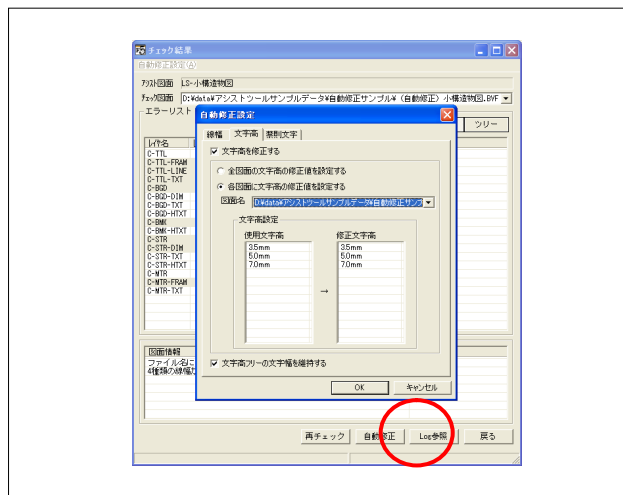 チェック結果
自動修正設定(A)
ｱｼｽﾄ図面 LS-小構造物図
ﾁｪｯｸ図面 D:¥data¥アシストツールサンプルデータ¥自動修正サンプル¥（自動修正）小構造物図.BVF
エラーリスト
ツリー
ﾚｲﾔ名
C-TTL
C-TTL-FRAM
C-TTL-LINE
C-TTL-TXT
C-BGD
C-BGD-DIM
C-BGD-TXT
C-BGD-HTXT
C-BMK
C-BMK-HTXT
C-STR
C-STR-DIM
C-STR-TXT
C-STR-HTXT
C-MTR
C-MTR-FRAM
C-MTR-TXT
自動修正設定
線幅 文字高 禁則文字
文字高を修正する
全図面の文字高の修正値を設定する
各図面に文字高の修正値を設定する
図面名 D:¥data¥アシストツールサンプルデータ¥自動修正サンプ
文字高設定
使用文字高 修正文字高
3.5mm 3.5mm
5.0mm 5.0mm
7.0mm 7.0mm
→
文字高フリーの文字幅を維持する
OK キャンセル
図面情報
ファイル名に
4種類の線幅が
再チェック 自動修正 Log参照 戻る